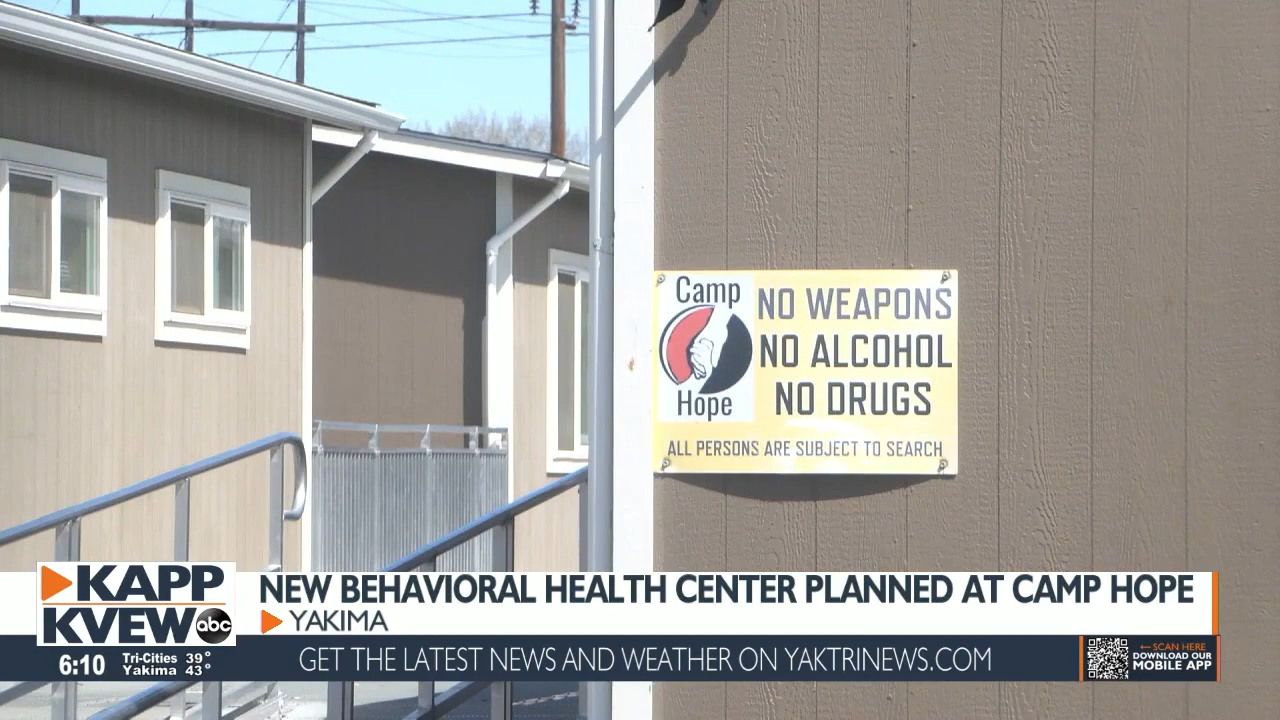 Camp
Hope
NO WEAPONS
NO ALCOHOL
NO DRUGS
ALL PERSONS ARE SUBJECT TO SEARCH
KAPP
KVEW abc
NEW BEHAVIORAL HEALTH CENTER PLANNED AT CAMP HOPE
YAKIMA
6:10
Tri-Cities 39°
Yakima 43°
GET THE LATEST NEWS AND WEATHER ON YAKTRINEWS.COM
←SCAN HERE
DOWNLOAD OUR
MOBILE APP